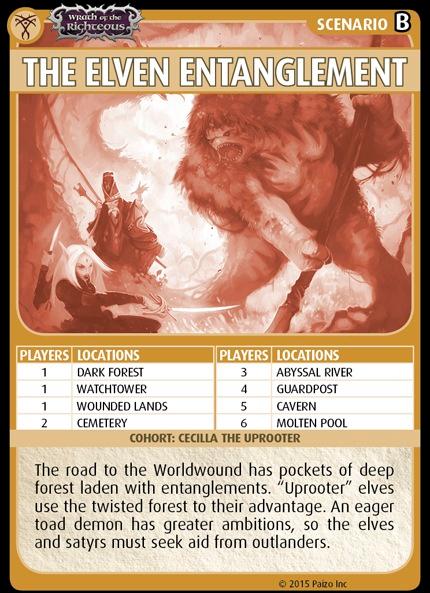 Wrath of the
Righteous
SCENARIO B
THE ELVEN ENTANGLEMENT
PLAYERS LOCATIONS PLAYERS LOCATIONS
1 DARK FOREST 3 ABYSSAL RIVER
1 WATCHTOWER 4 GUARDPOST
1 WOUNDED LANDS 5 CAVERN
2 CEMETERY 6 MOLTEN POOL
COHORT: CECILLA THE UPROOTER
The road to the Worldwound has pockets of deep
forest laden with entanglements. “Uprooter” elves
use the twisted forest to their advantage. An eager
toad demon has greater ambitions, so the elves
and satyrs must seek aid from outlanders.
© 2015 Paizo Inc